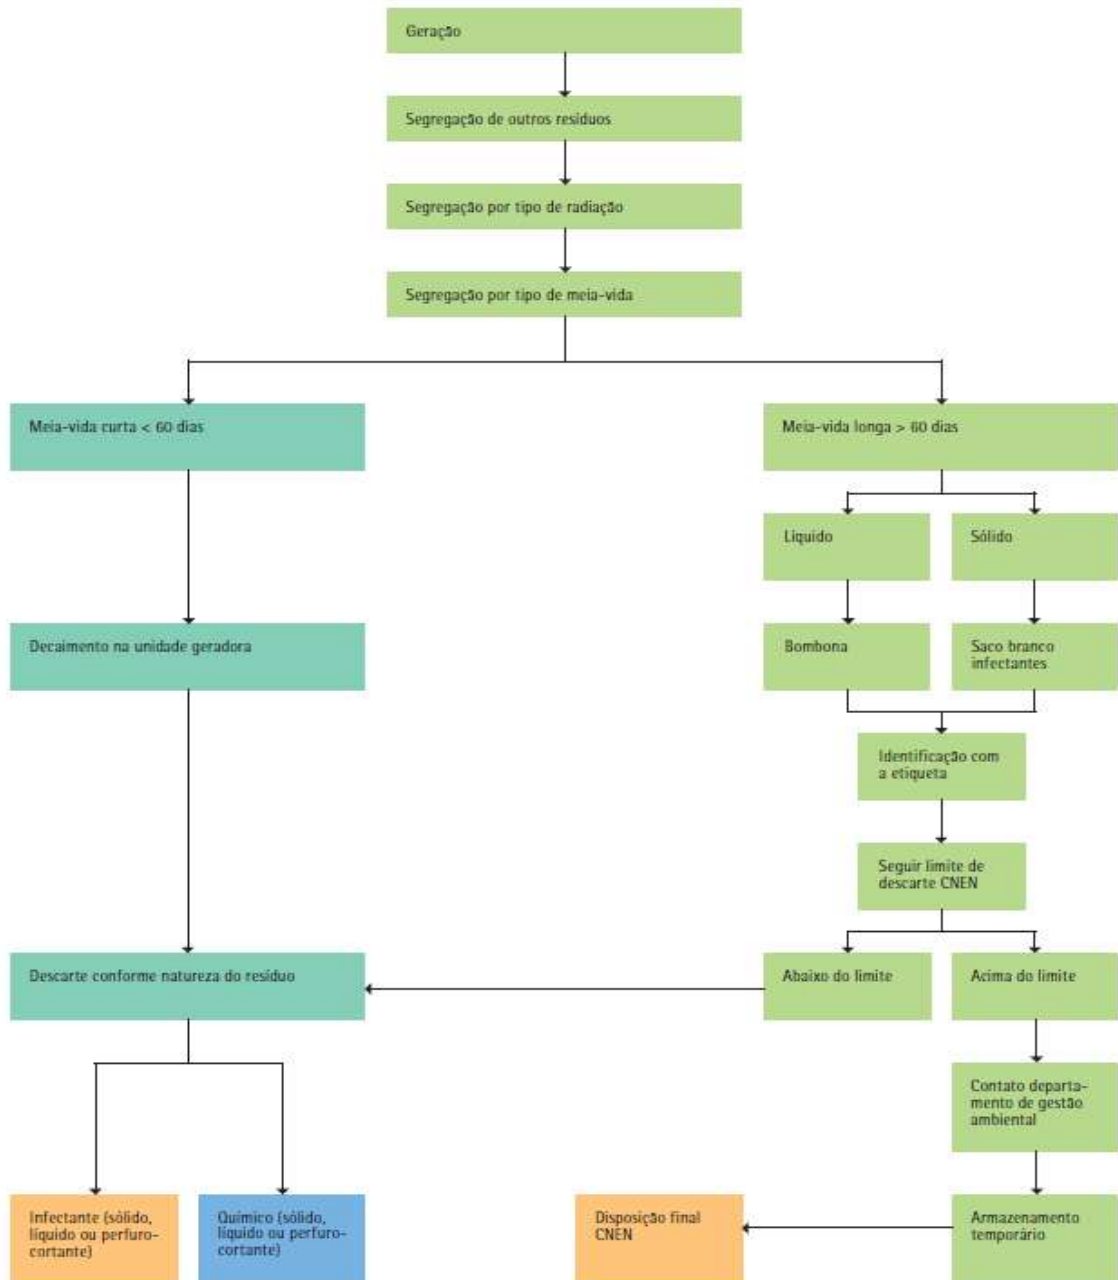 Geração
Segregação de outros resíduos
Segregação por tipo de radiação
Segregação por tipo de meia-vida
Meia-vida curta < 60 dias
Meia-vida longa > 60 dias
Líquido
Sólido
Decaimento na unidade geradora
Bombona
Saco branco
infectantes
Identificação com
a etiqueta
Seguir limite de
descarte CNEN
Descarte conforme natureza do resíduo
Abaixo do limite
Acima do limite
Contato departa-
mento de gestão
ambiental
Infectante (sólido,
líquido ou perfuro-
cortante)
Químico (sólido,
líquido ou perfuro-
cortante)
Disposição final
CNEN
Armazenamento
temporário